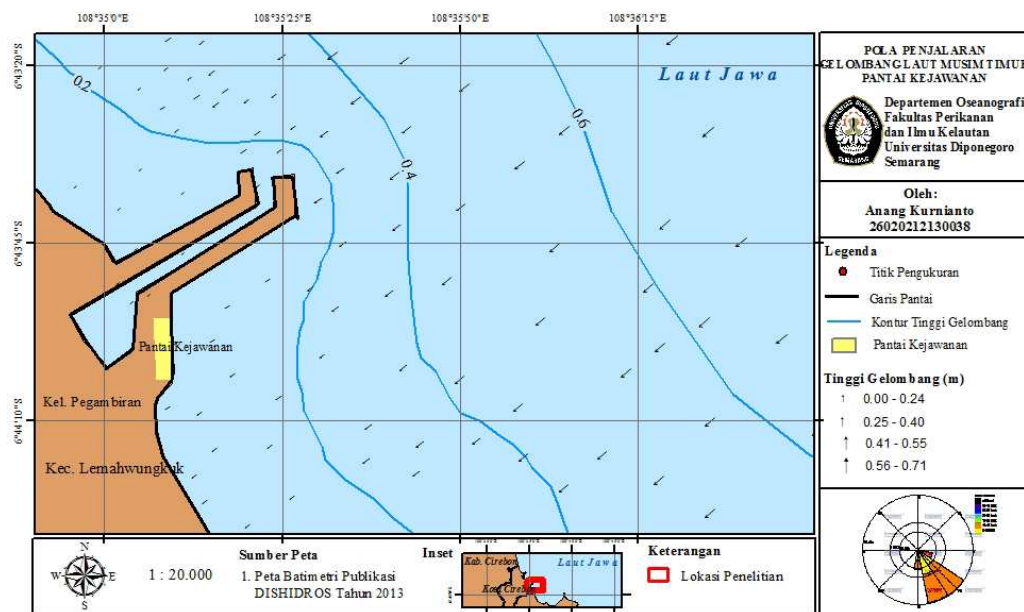 108°35'0"E
108°35'25"E
108°35'50"E
108°36'15"E
6°43'20"S
6°43'45"S
6°44'10"S
0.2
0.4
0.6
Laut Jawa
Pantai Kejawanan
Kel. Pegambiran
Kec. Lemahwungkuk
POLA PENJALARAN
GELOMBANG LAUT MUSIM TIMUR
PANTAI KEJAWANAN
Departemen Oseanografi
Fakultas Perikanan
dan Ilmu Kelautan
Universitas Diponegoro
Semarang
Oleh:
Anang Kurnianto
26020212130038
Legenda
Titik Pengukuran
Garis Pantai
Kontur Tinggi Gelombang
Pantai Kejawanan
Tinggi Gelombang (m)
0.00 - 0.24
0.25 - 0.40
0.41 - 0.55
0.56 - 0.71
N
W E
S
1 : 20.000
Sumber Peta
1. Peta Batimetri Publikasi
DISHIDROS Tahun 2013
Inset
Kab. Cirebon
Laut Jawa
Kota Cirebon
Keterangan
Lokasi Penelitian